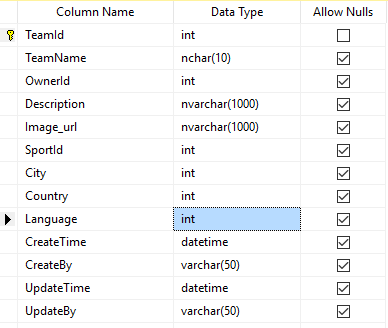 Column Name Data Type Allow Nulls
TeamId int
TeamName nchar(10)
OwnerId int
Description nvarchar(1000)
Image_url nvarchar(1000)
SportId int
City int
Country int
Language int
CreateTime datetime
CreateBy varchar(50)
UpdateTime datetime
UpdateBy varchar(50)